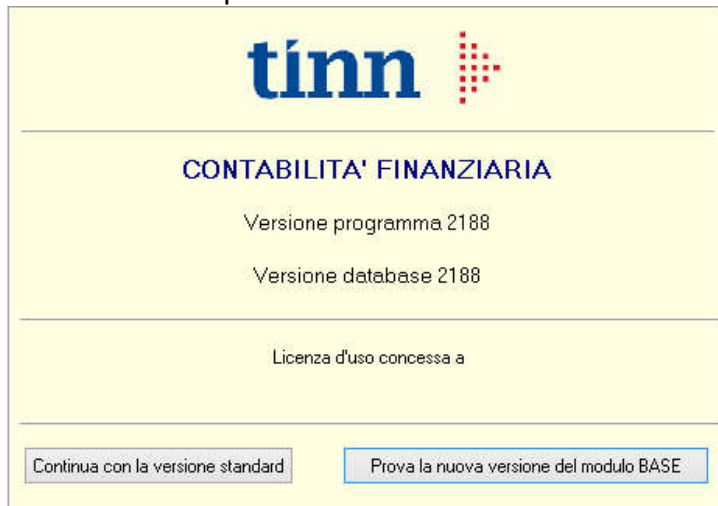 tinn
CONTABILITA' FINANZIARIA
Versione programma 2188
Versione database 2188
Licenza d'uso concessa a
Continua con la versione standard
Prova la nuova versione del modulo BASE